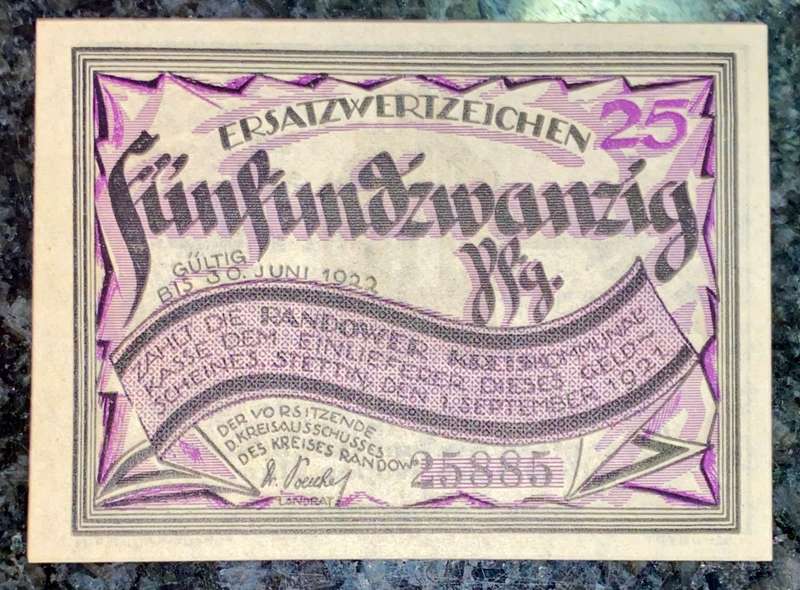 ERSATZWERTZEICHEN 25
Fünfundzwanzig
Pfg.
GÜLTIG
BIS 30. JUNI 1922
ZAHLT DIE RANDOWER KREISKOMMUNAL
KASSE DEM EINLIEFERER DIESES GELD-
SCHEINES STETTIN, DEN 1. SEPTEMBER 1921
DER VORSITZENDE
D. KREISAUSSCHUSSES
DES KREISES RANDOW
25885
LANDRAT